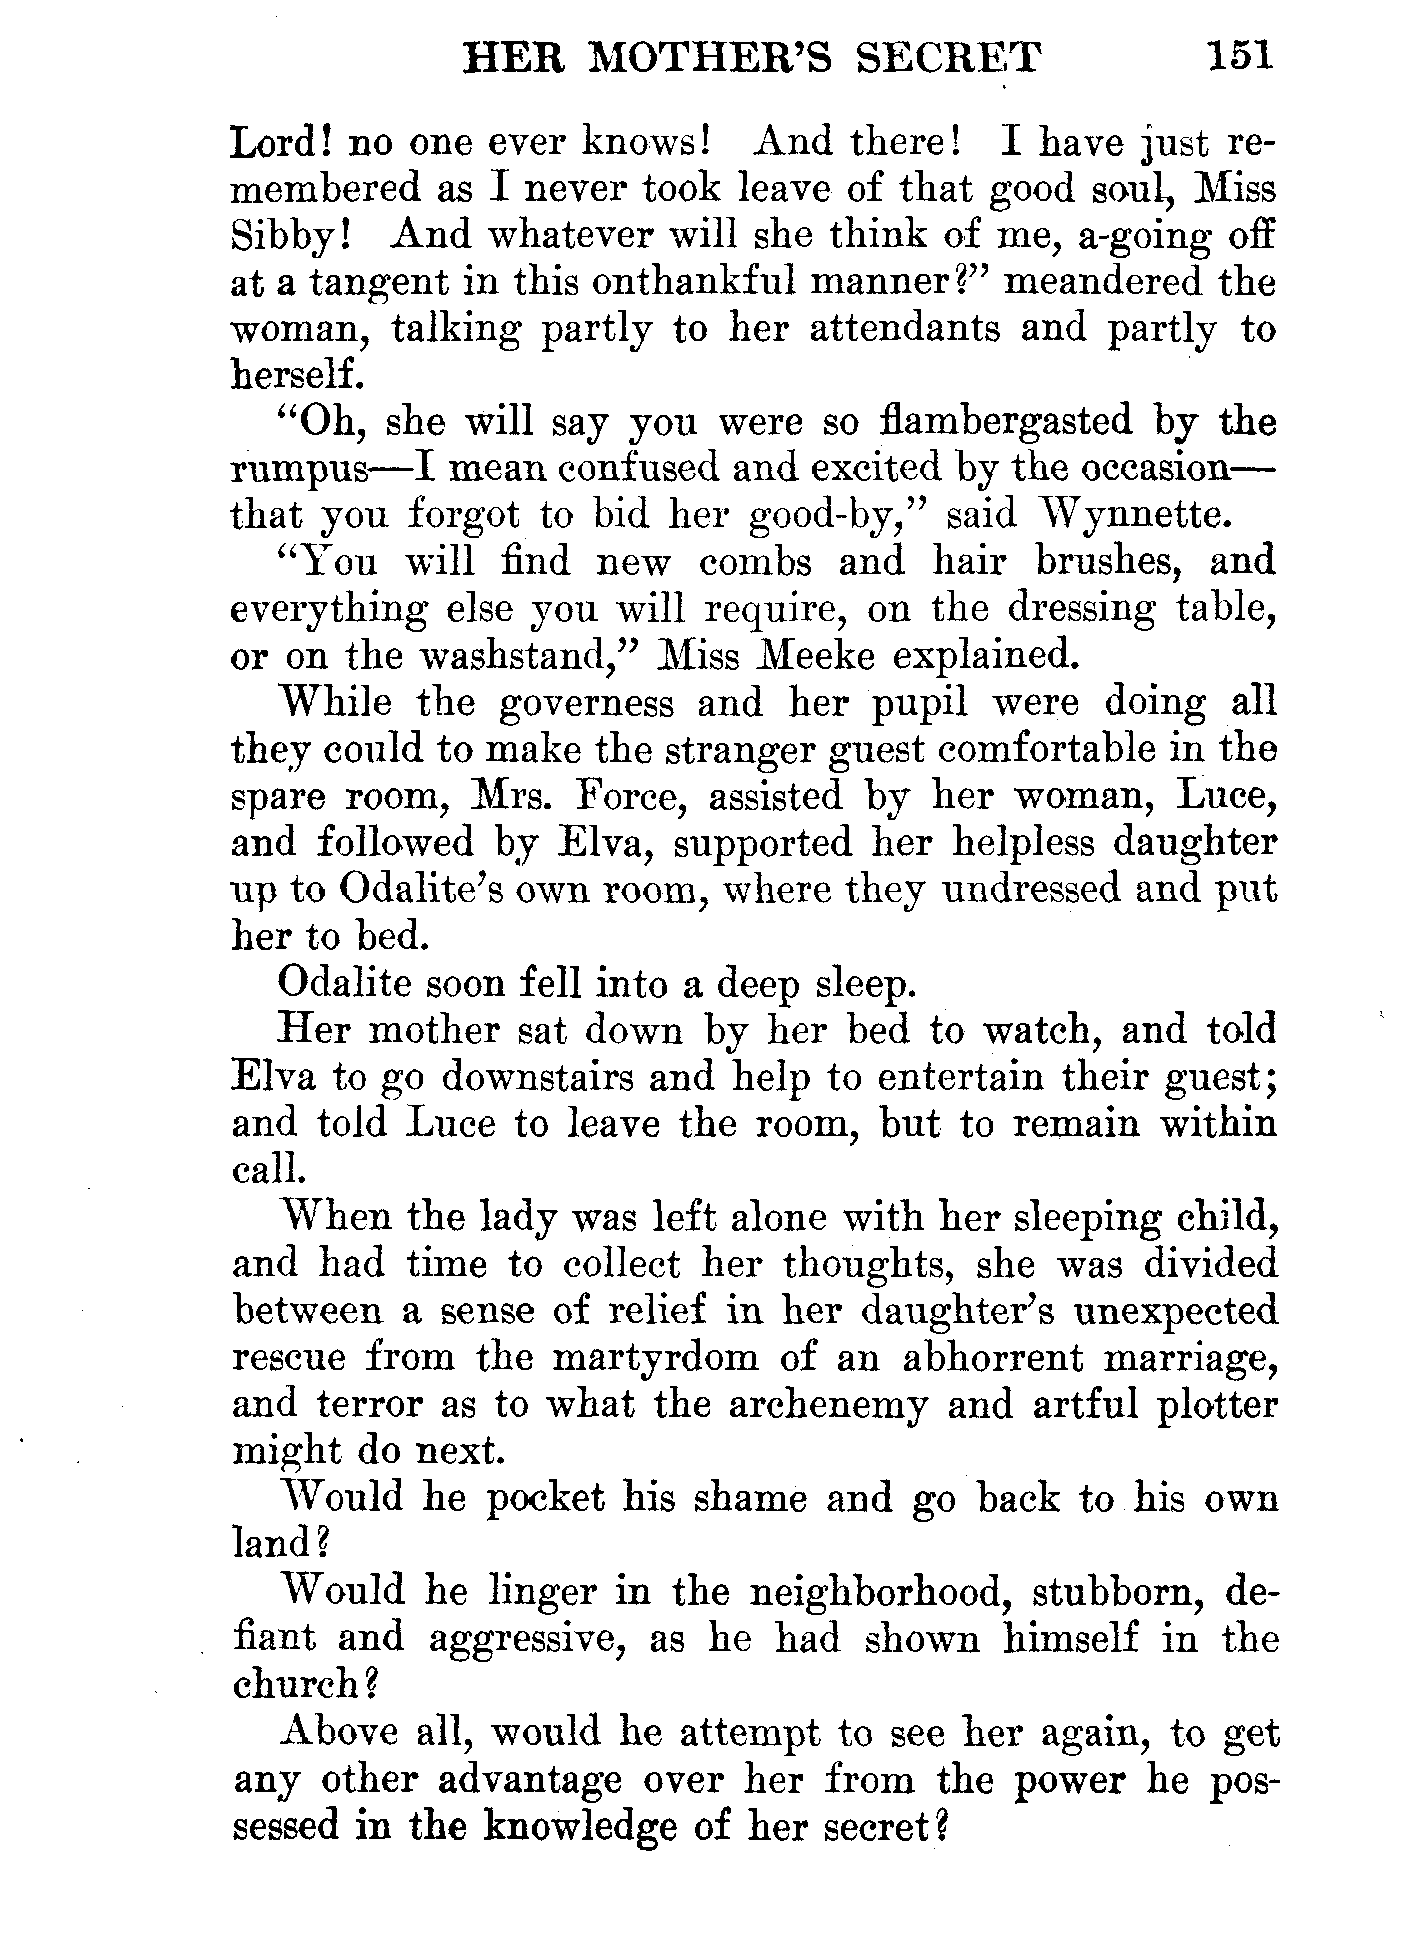 HER MOTHER'S SECRET 151
Lord! no one ever knows! And there! I have just re-
membered as I never took leave of that good soul, Miss
Sibby! And whatever will she think of me, a-going off
at a tangent in this onthankful manner?" meandered the
woman, talking partly to her attendants and partly to
herself.
"Oh, she will say you were so flambergasted by the
rumpus—I mean confused and excited by the occasion—
that you forgot to bid her good-by," said Wynnette.
"You will find new combs and hair brushes, and
everything else you will require, on the dressing table,
or on the washstand," Miss Meeke explained.
While the governess and her pupil were doing all
they could to make the stranger guest comfortable in the
spare room, Mrs. Force, assisted by her woman, Luce,
and followed by Elva, supported her helpless daughter
up to Odalite's own room, where they undressed and put
her to bed.
Odalite soon fell into a deep sleep.
Her mother sat down by her bed to watch, and told
Elva to go downstairs and help to entertain their guest;
and told Luce to leave the room, but to remain within
call.
When the lady was left alone with her sleeping child,
and had time to collect her thoughts, she was divided
between a sense of relief in her daughter's unexpected
rescue from the martyrdom of an abhorrent marriage,
and terror as to what the archenemy and artful plotter
might do next.
Would he pocket his shame and go back to his own
land?
Would he linger in the neighborhood, stubborn, de-
fiant and aggressive, as he had shown himself in the
church?
Above all, would he attempt to see her again, to get
any other advantage over her from the power he pos-
sessed in the knowledge of her secret?